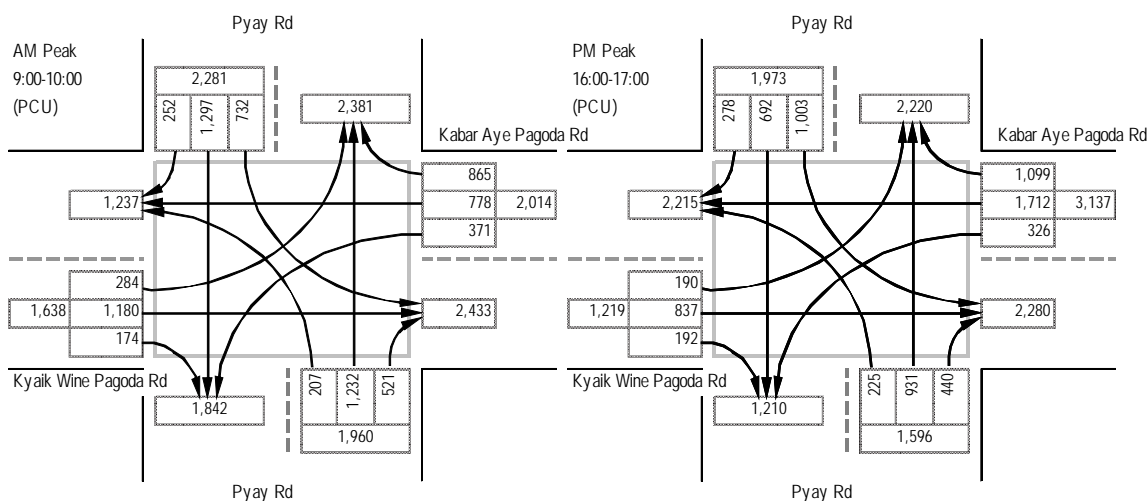 Pyay Rd
AM Peak
9:00-10:00
(PCU)
2,281
252 1,297 732
2,381
Kabar Aye Pagoda Rd
865
1,237
778 2,014
371
284
1,638 1,180
2,433
174
Kyaik Wine Pagoda Rd
207 1,232 521
1,842
1,960
Pyay Rd
Pyay Rd
PM Peak
16:00-17:00
(PCU)
1,973
278 692 1,003
2,220
Kabar Aye Pagoda Rd
1,099
2,215
1,712 3,137
326
190
1,219 837
2,280
192
Kyaik Wine Pagoda Rd
225 931 440
1,210
1,596
Pyay Rd